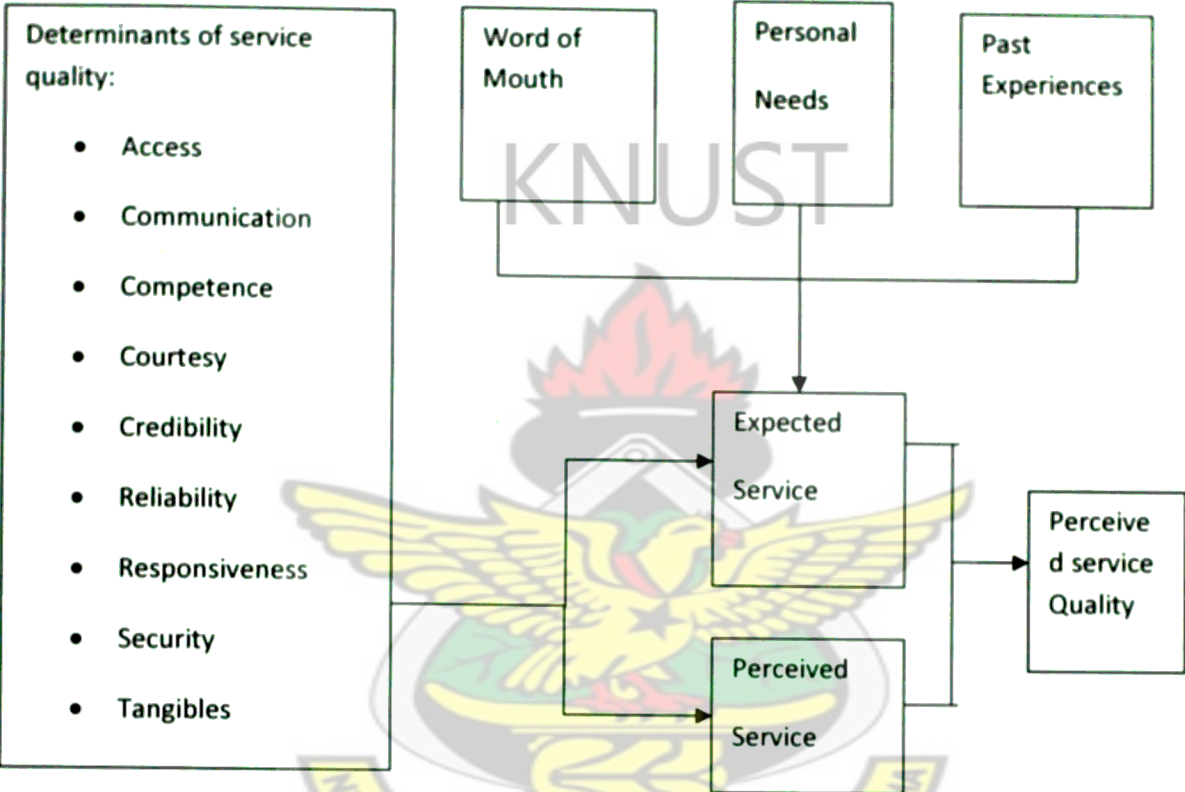 Determinants of service
quality:
• Access
• Communication
• Competence
• Courtesy
• Credibility
• Reliability
• Responsiveness
• Security
• Tangibles
Word of
Mouth
Personal
Needs
Past
Experiences
KNUST
Expected
Service
Perceived
Service
Perceive
d service
Quality